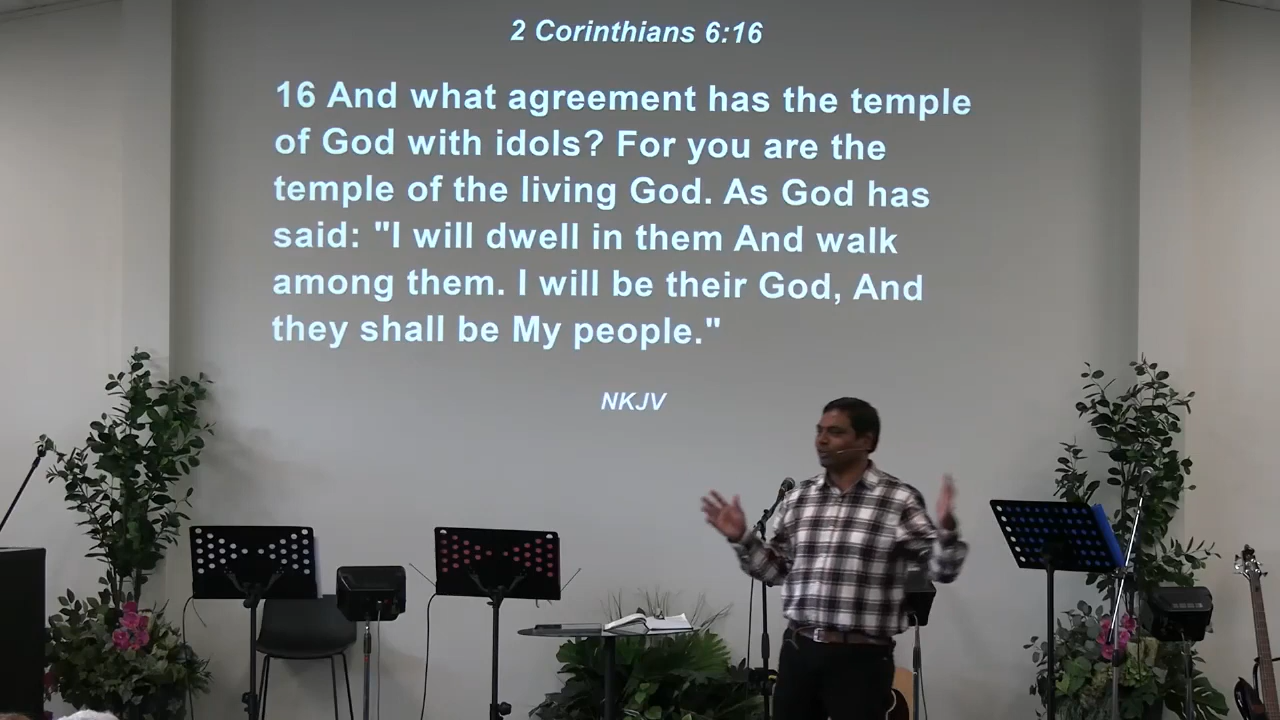 2 Corinthians 6:16
16 And what agreement has the temple
of God with idols? For you are the
temple of the living God. As God has
said: "I will dwell in them And walk
among them. I will be their God, And
they shall be My people."
NKJV